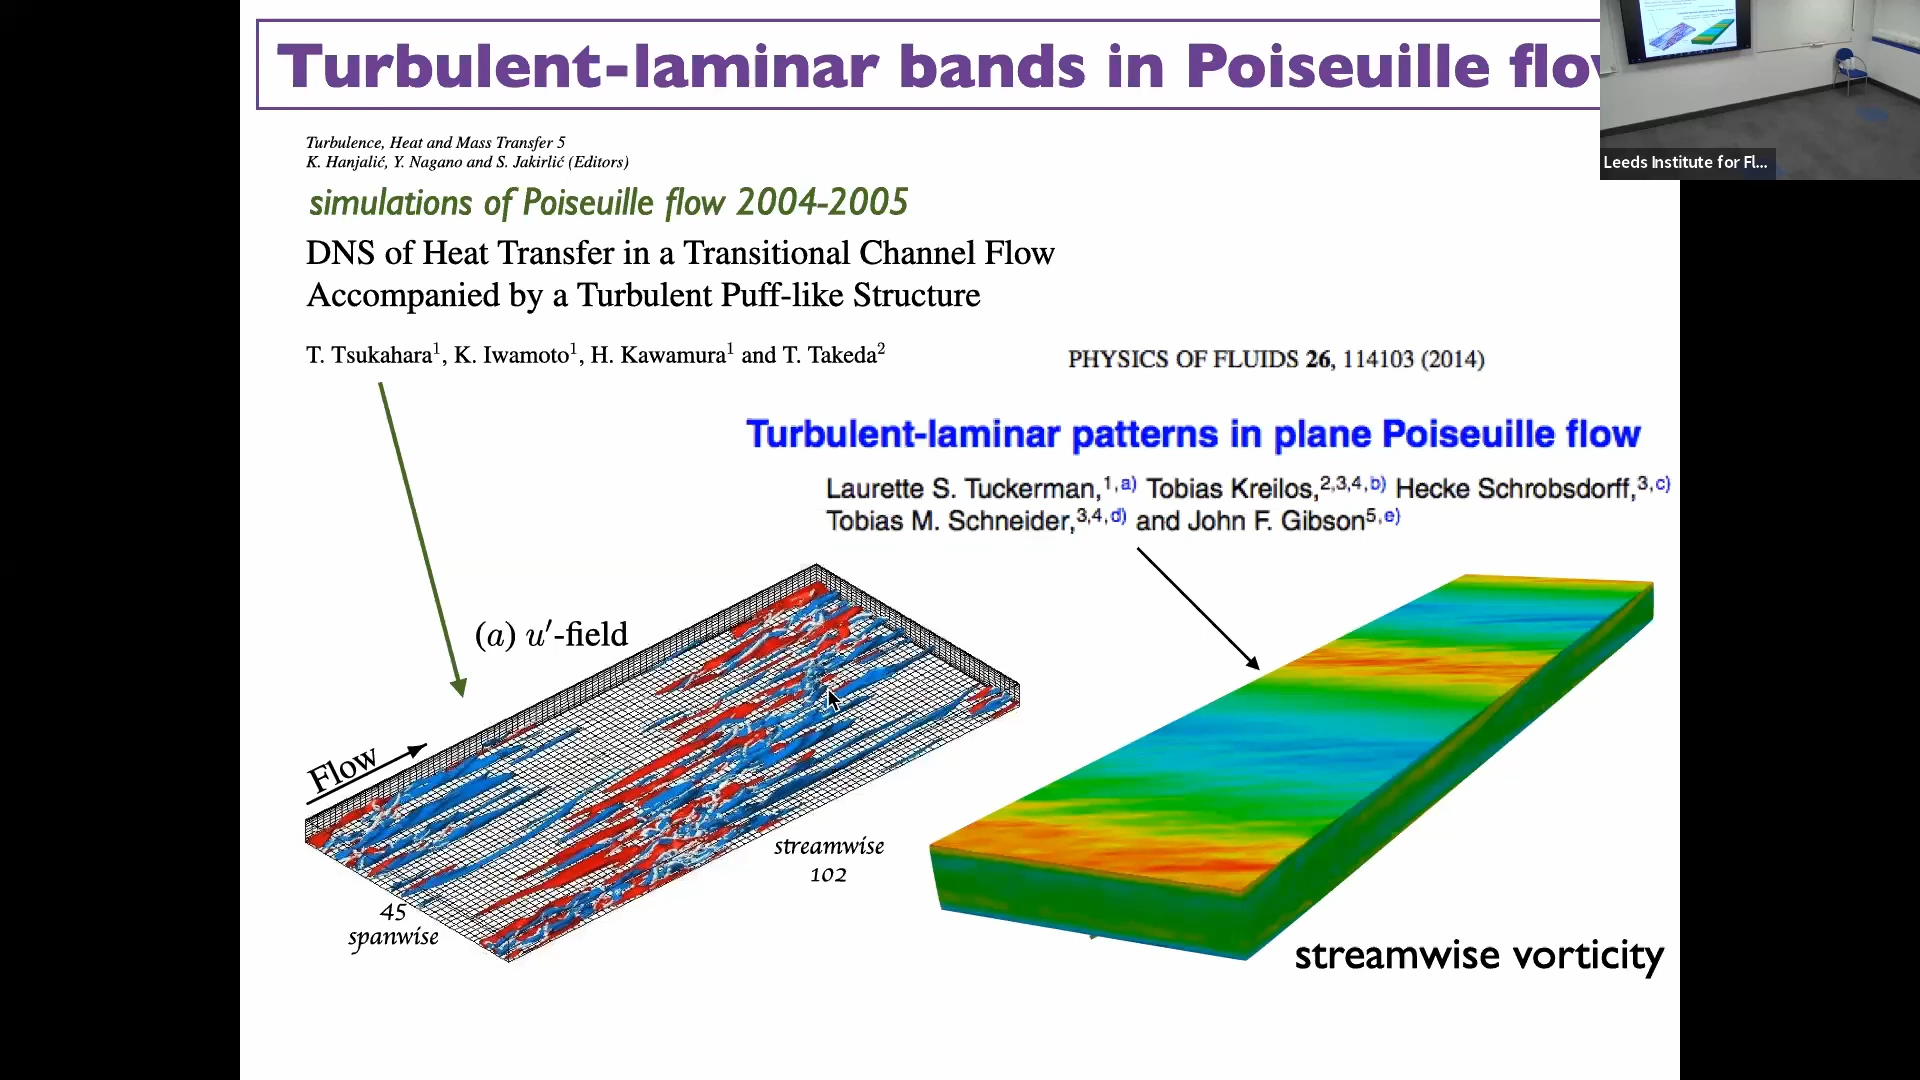 Turbulent-laminar bands in Poiseuille flow
Leeds Institute for Fl...
Turbulence, Heat and Mass Transfer 5
K. Hanjalić, Y. Nagano and S. Jakirlić (Editors)
simulations of Poiseuille flow 2004-2005
DNS of Heat Transfer in a Transitional Channel Flow
Accompanied by a Turbulent Puff-like Structure
T. Tsukahara¹, K. Iwamoto¹, H. Kawamura¹ and T. Takeda²
PHYSICS OF FLUIDS 26, 114103 (2014)
Turbulent-laminar patterns in plane Poiseuille flow
Laurette S. Tuckerman,1,a) Tobias Kreilos,2,3,4,b) Hecke Schrobsdorff,3,c)
Tobias M. Schneider,3,4,d) and John F. Gibson5,e)
(a) u′-field
Flow
streamwise
102
45
spanwise
streamwise vorticity